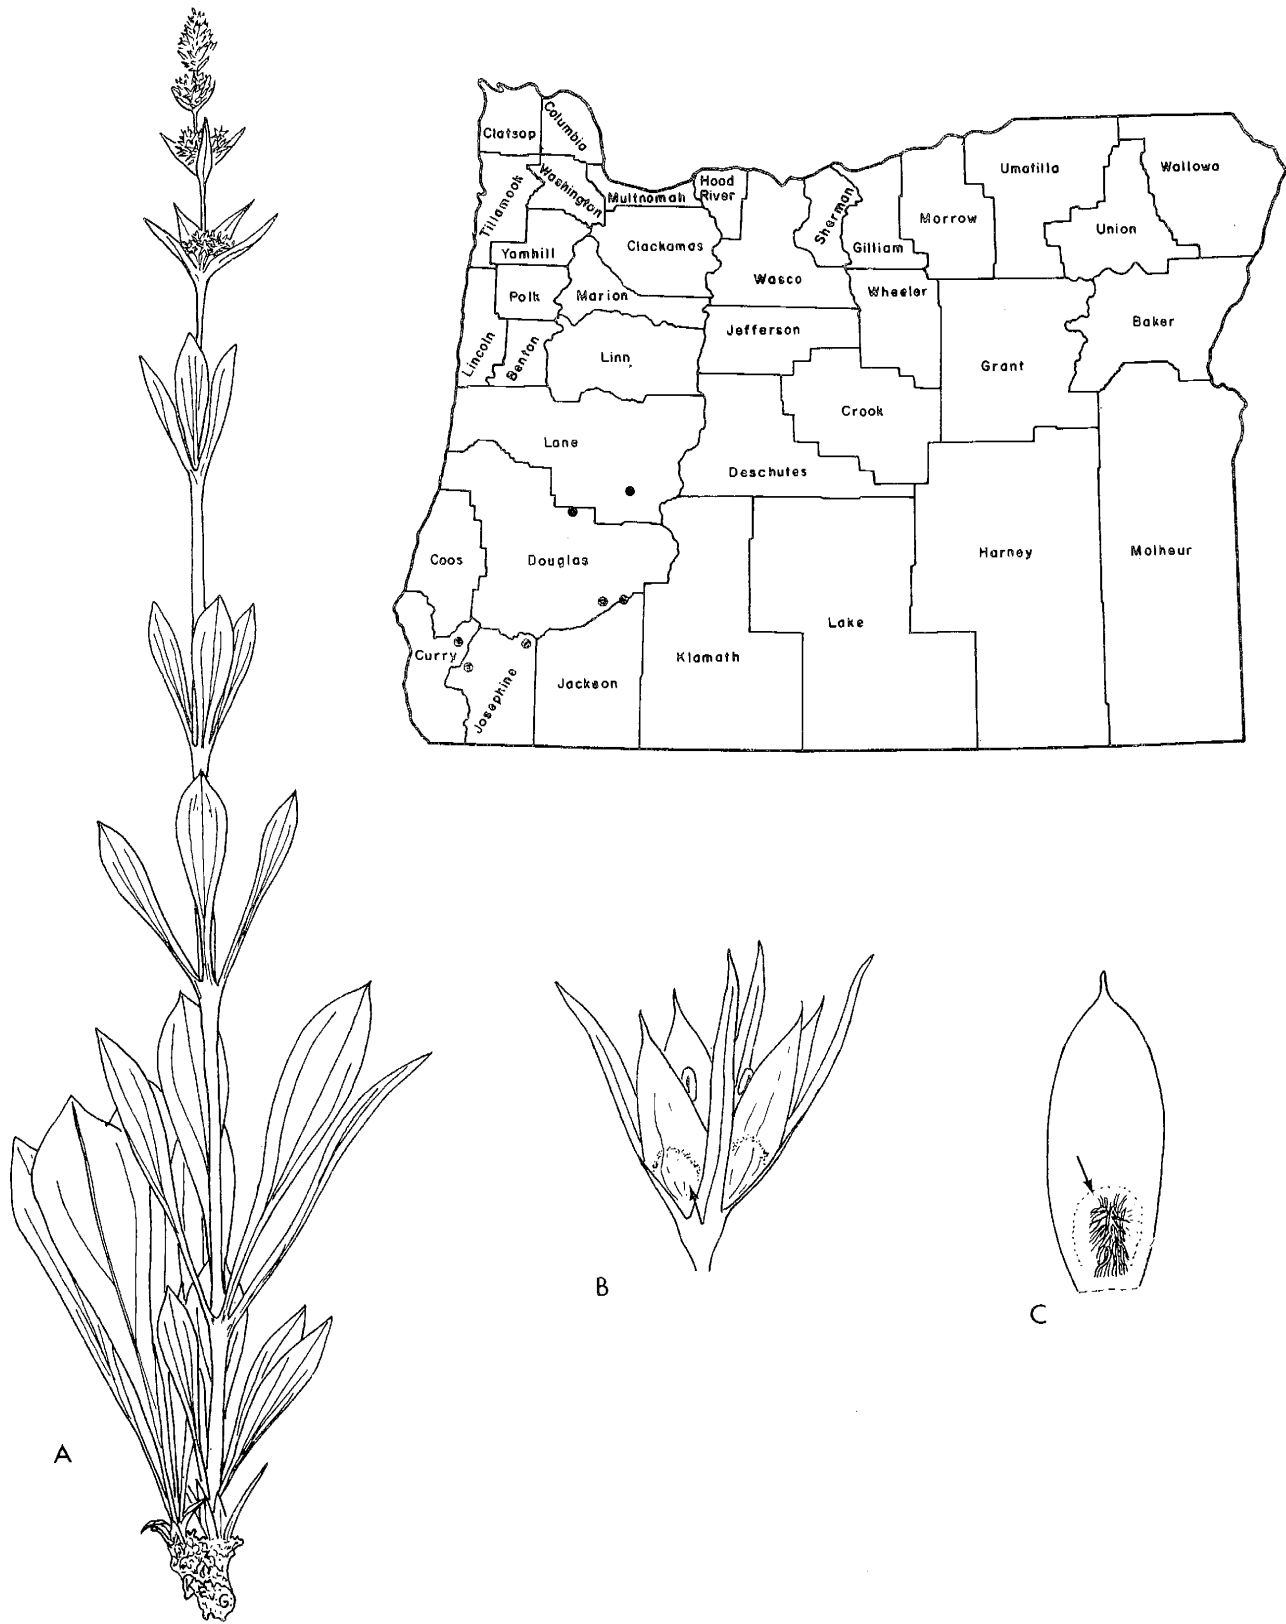 Clatsop
Columbia
Tillamook
Washington
Multnomah
Hood
River
Sherman
Gilliam
Morrow
Umatilla
Union
Wallowa
Yamhill
Clackamas
Wasco
Wheeler
Polk
Marion
Jefferson
Baker
Lincoln
Benton
Linn
Grant
Crook
Lane
Deschutes
Coos
Douglas
Harney
Malheur
Curry
Josephine
Jackson
Klamath
Lake
A
B
C